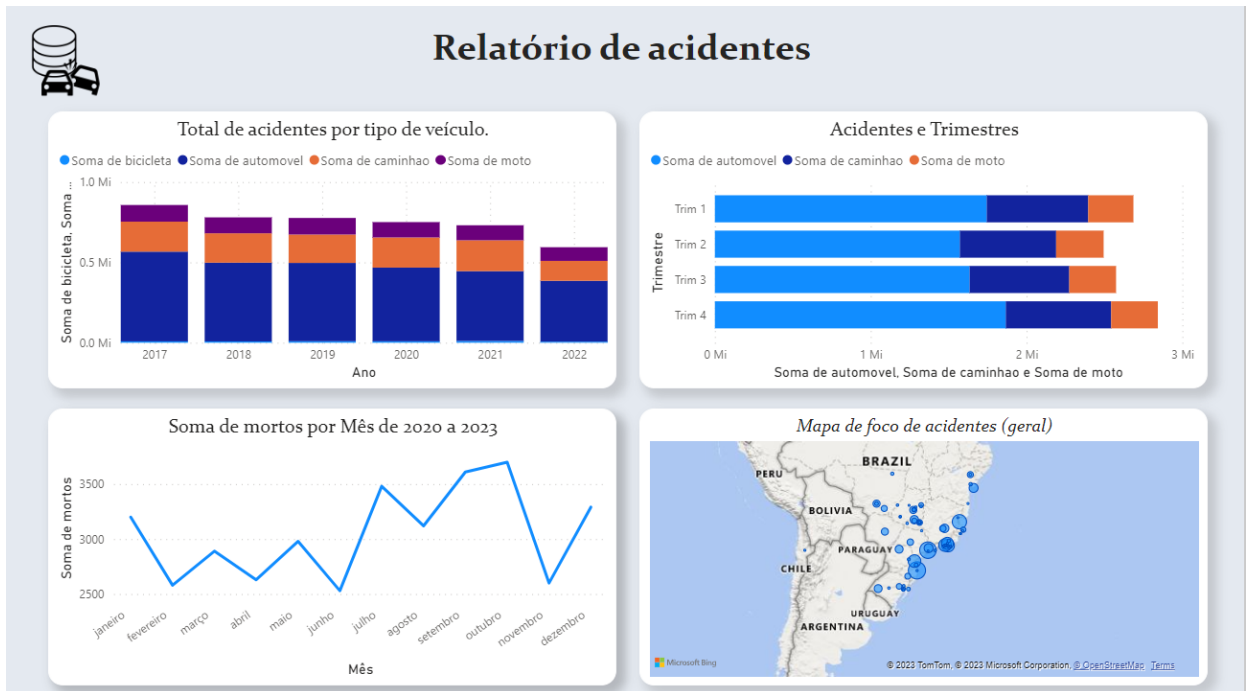 Relatório de acidentes
Total de acidentes por tipo de veículo.
Soma de bicicleta Soma de automovel Soma de caminhao Soma de moto
Soma de bicicleta, Soma ...
1.0 Mi
0.5 Mi
0.0 Mi
2017 2018 2019 2020 2021 2022
Ano
Acidentes e Trimestres
Soma de automovel Soma de caminhao Soma de moto
Trimestre
Trim 1
Trim 2
Trim 3
Trim 4
0 Mi 1 Mi 2 Mi 3 Mi
Soma de automovel, Soma de caminhao e Soma de moto
Soma de mortos por Mês de 2020 a 2023
Soma de mortos
3500
3000
2500
janeiro fevereiro março abril maio junho julho agosto setembro outubro novembro dezembro
Mês
Mapa de foco de acidentes (geral)
BRAZIL
PERU
BOLIVIA
PARAGUAY
CHILE
URUGUAY
ARGENTINA
Microsoft Bing
© 2023 TomTom, © 2023 Microsoft Corporation, © OpenStreetMap Terms